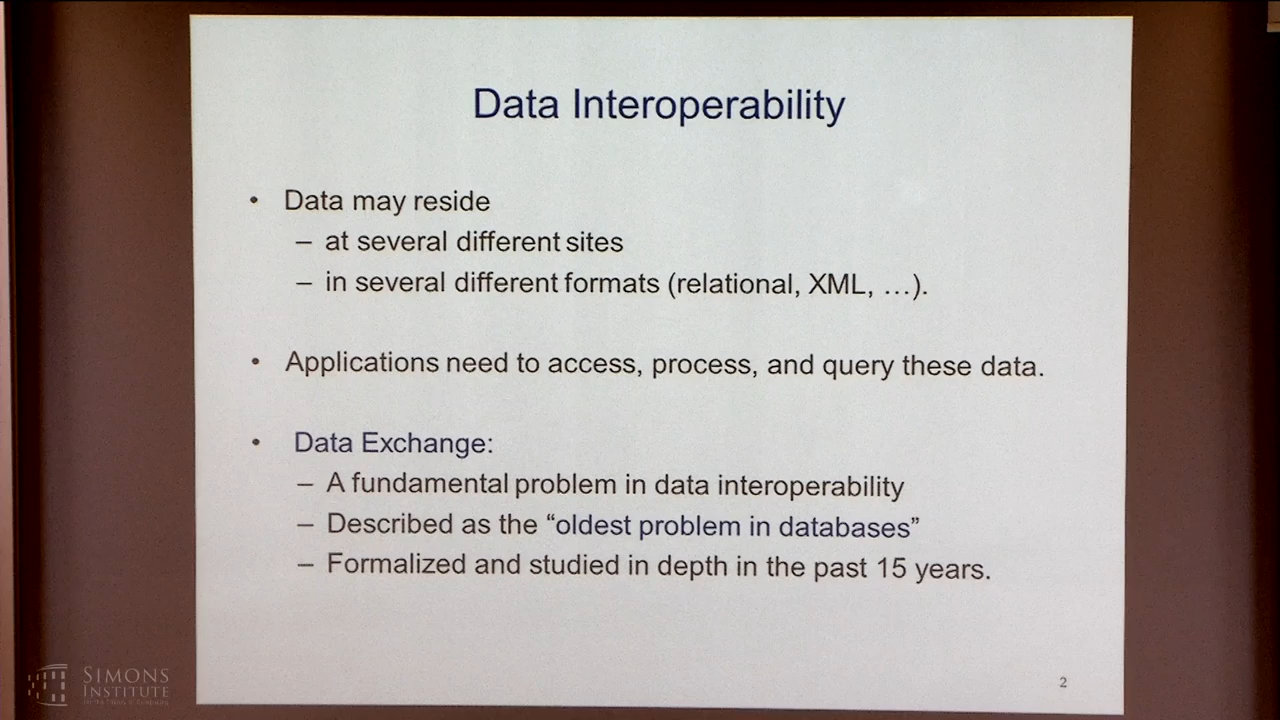 Data Interoperability
• Data may reside
– at several different sites
– in several different formats (relational, XML, …).
• Applications need to access, process, and query these data.
• Data Exchange:
– A fundamental problem in data interoperability
– Described as the “oldest problem in databases”
– Formalized and studied in depth in the past 15 years.
2
SIMONS
INSTITUTE